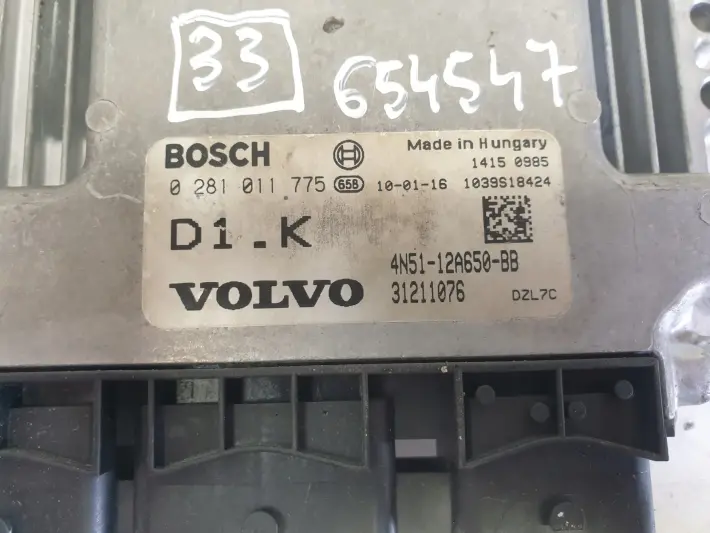 33 654547
BOSCH Made in Hungary
1415 0985
0 281 011 775 658 10-01-16 1039S18424
D1.K
4N51-12A650-BB
VOLVO 31211076 DZL7C